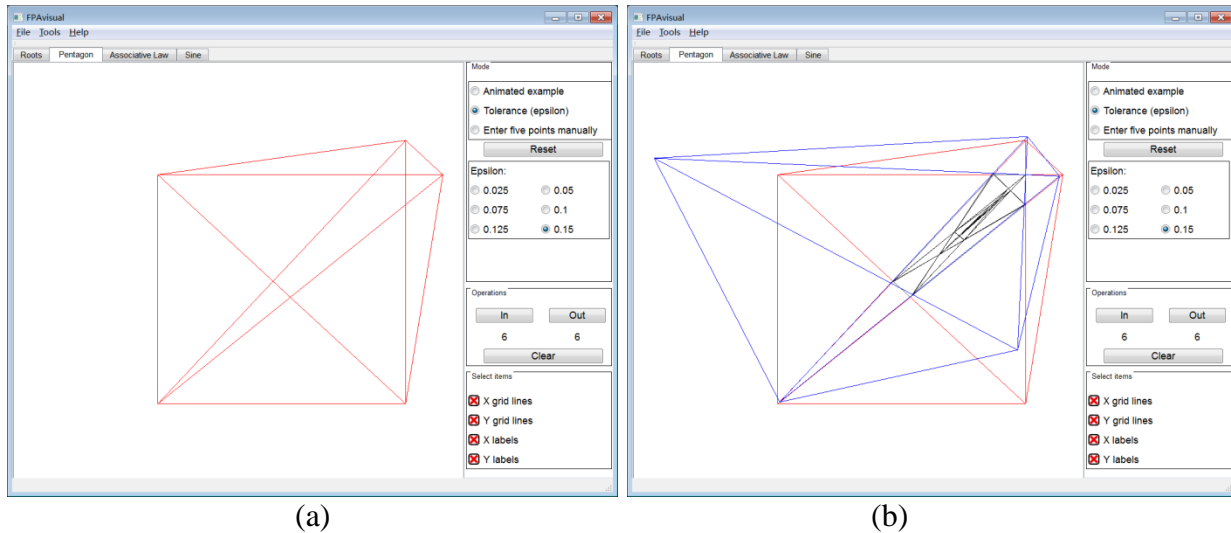 FPAvisual
File Tools Help
Roots Pentagon Associative Law Sine
Mode
Animated example
Tolerance (epsilon)
Enter five points manually
Reset
Epsilon:
0.025 0.05
0.075 0.1
0.125 0.15
Operations
In Out
6 6
Clear
Select items
X grid lines
Y grid lines
X labels
Y labels
(a)
FPAvisual
File Tools Help
Roots Pentagon Associative Law Sine
Mode
Animated example
Tolerance (epsilon)
Enter five points manually
Reset
Epsilon:
0.025 0.05
0.075 0.1
0.125 0.15
Operations
In Out
6 6
Clear
Select items
X grid lines
Y grid lines
X labels
Y labels
(b)